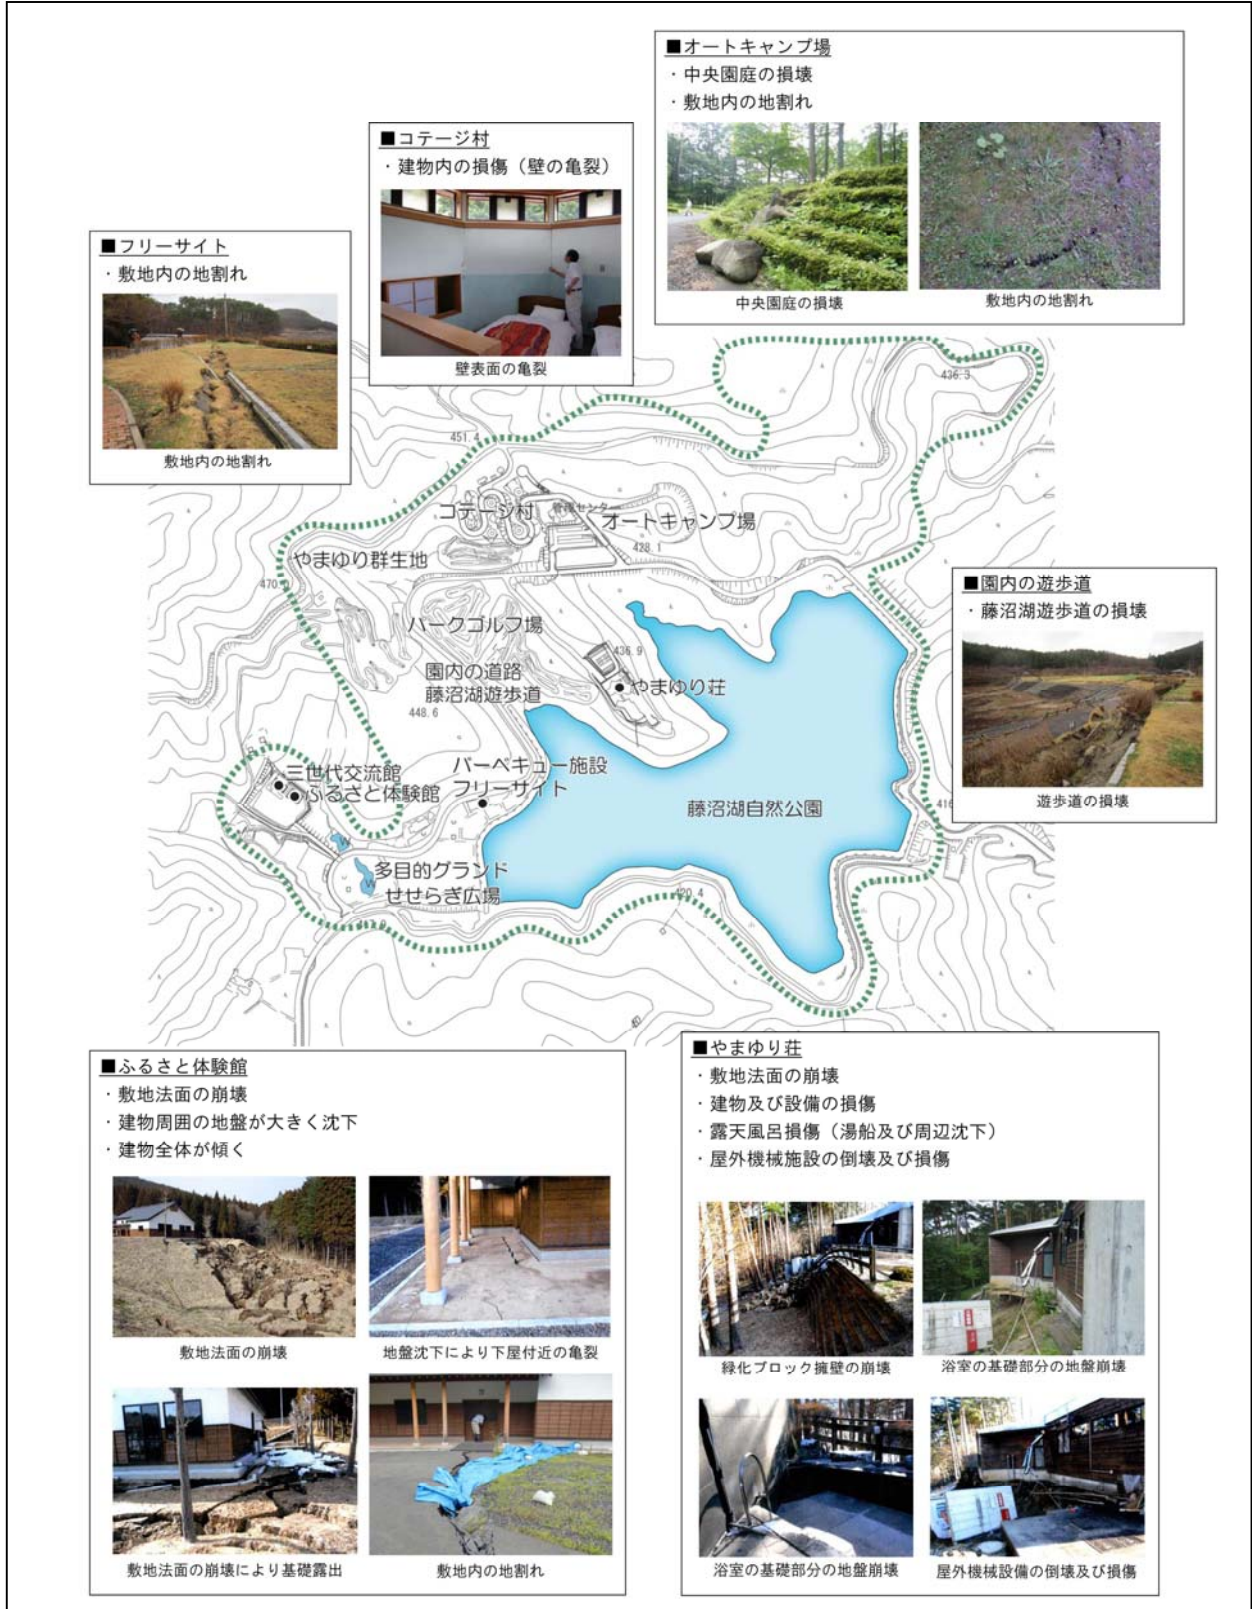 ■オートキャンプ場
・中央園庭の損壊
・敷地内の地割れ
中央園庭の損壊
敷地内の地割れ
■コテージ村
・建物内の損傷（壁の亀裂）
壁表面の亀裂
■フリーサイト
・敷地内の地割れ
敷地内の地割れ
436.3
451.4
コテージ村
管理センター
オートキャンプ場
428.1
やまゆり群生地
パークゴルフ場
436.9
園内の道路
藤沼湖遊歩道
やまゆり荘
448.6
三世代交流館
ふるさと体験館
バーベキュー施設
フリーサイト
藤沼湖自然公園
多目的グランド
せせらぎ広場
420.4
■園内の遊歩道
・藤沼湖遊歩道の損壊
遊歩道の損壊
■ふるさと体験館
・敷地法面の崩壊
・建物周囲の地盤が大きく沈下
・建物全体が傾く
敷地法面の崩壊
地盤沈下により下屋付近の亀裂
敷地法面の崩壊により基礎露出
敷地内の地割れ
■やまゆり荘
・敷地法面の崩壊
・建物及び設備の損傷
・露天風呂損傷（湯船及び周辺沈下）
・屋外機械施設の倒壊及び損傷
緑化ブロック擁壁の崩壊
浴室の基礎部分の地盤崩壊
浴室の基礎部分の地盤崩壊
屋外機械設備の倒壊及び損傷